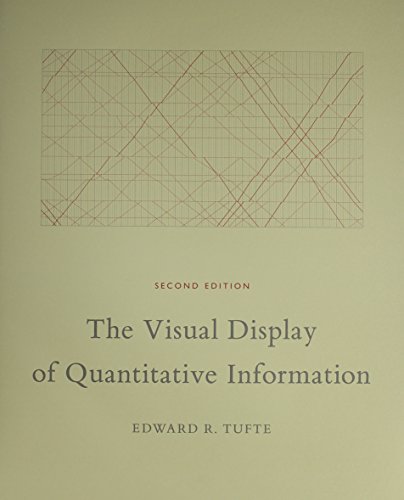 SECOND EDITION
The Visual Display
of Quantitative Information
EDWARD R. TUFTE